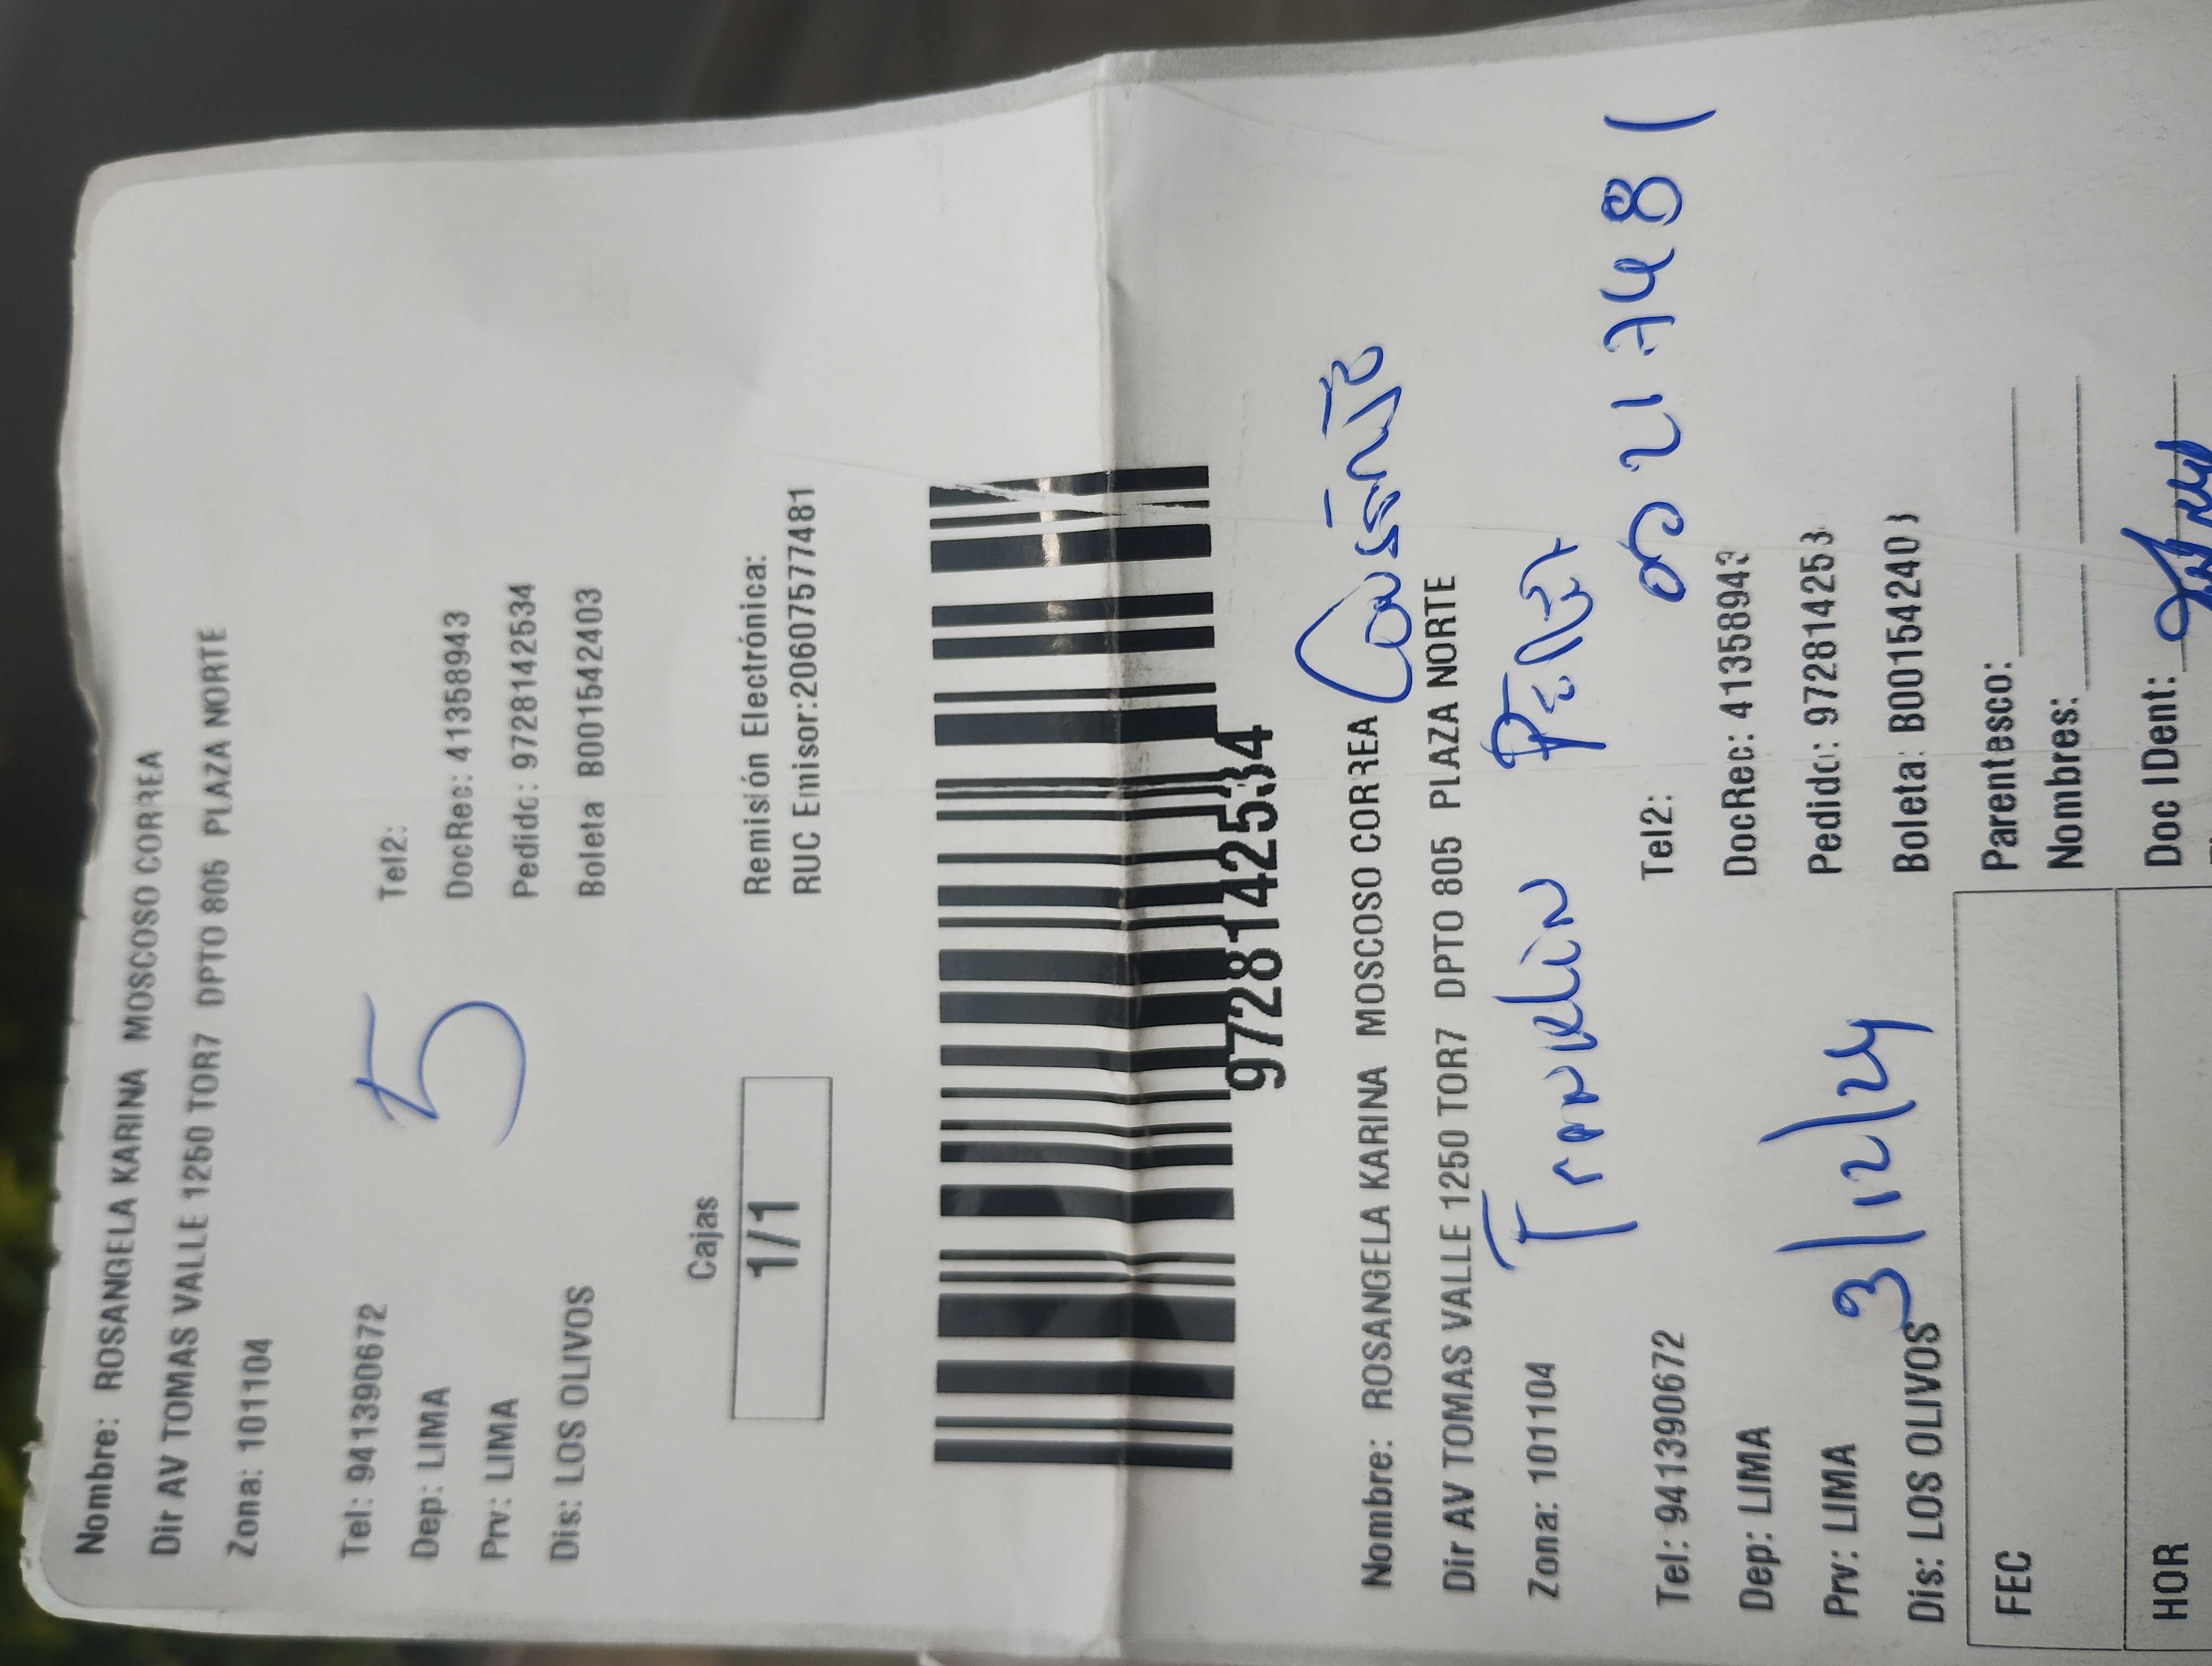 Nombre: ROSANGELA KARINA MOSCOSO CORREA
Dir AV TOMAS VALLE 1250 TOR7 DPTO 805 PLAZA NORTE
Zona: 101104
Tel: 941390672 Tel2:
Dep: LIMA DocRec: 41358943
Prv: LIMA Pedido: 97281142534
Dis: LOS OLIVOS Boleta B001542403
5
Cajas
1/1
Remisión Electrónica:
RUC Emisor:20607577481
97281142534
Nombre: ROSANGELA KARINA MOSCOSO CORREA
Dir AV TOMAS VALLE 1250 TOR7 DPTO 805 PLAZA NORTE
Zona: 101104
Franklin
Tel: 941390672 Tel2:
Dep: LIMA DocRec: 41358943
Prv: LIMA Pedido: 9728114253
3/12/24
Dis: LOS OLIVOS Boleta: B001542403
FEC Parentesco:
Nombres:
HOR Doc IDent: